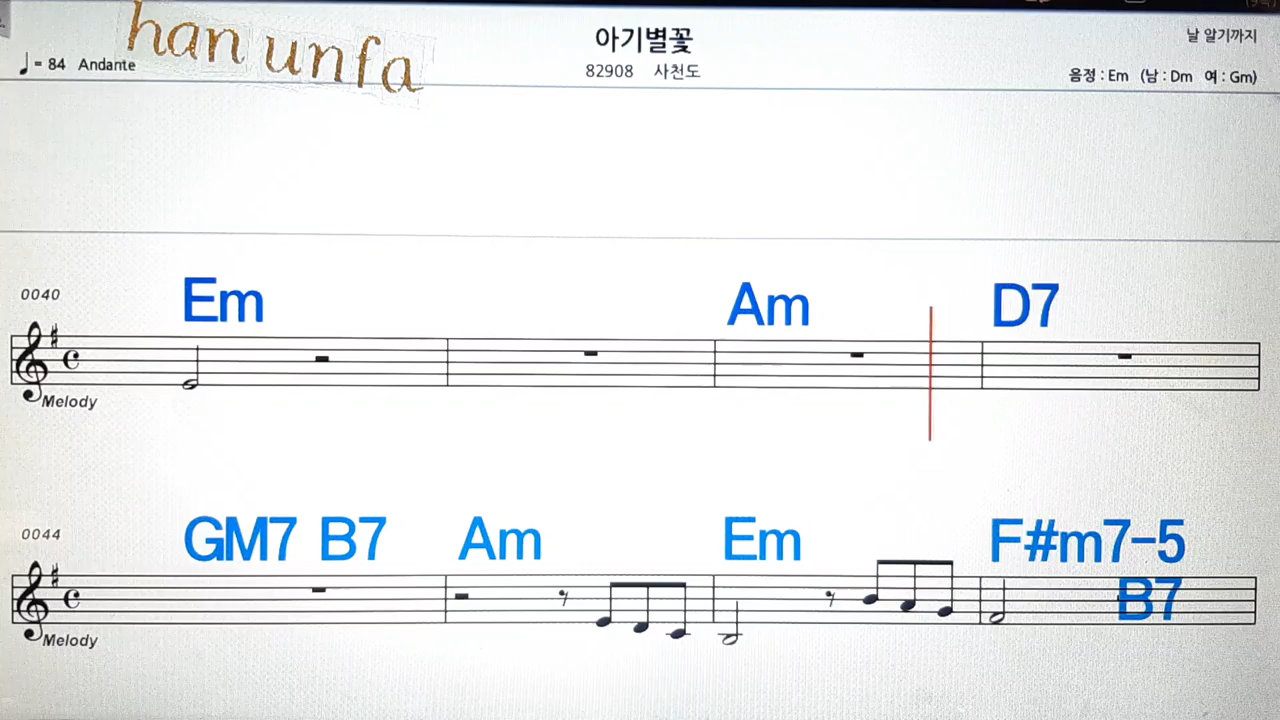 han unfa
아기별꽃
날 알기까지
♩= 84 Andante
82908 사천도
음정 : Em (남 : Dm 여 : Gm)
0040
Em Am D7
Melody
0044
GM7 B7 Am Em F#m7-5
B7
Melody